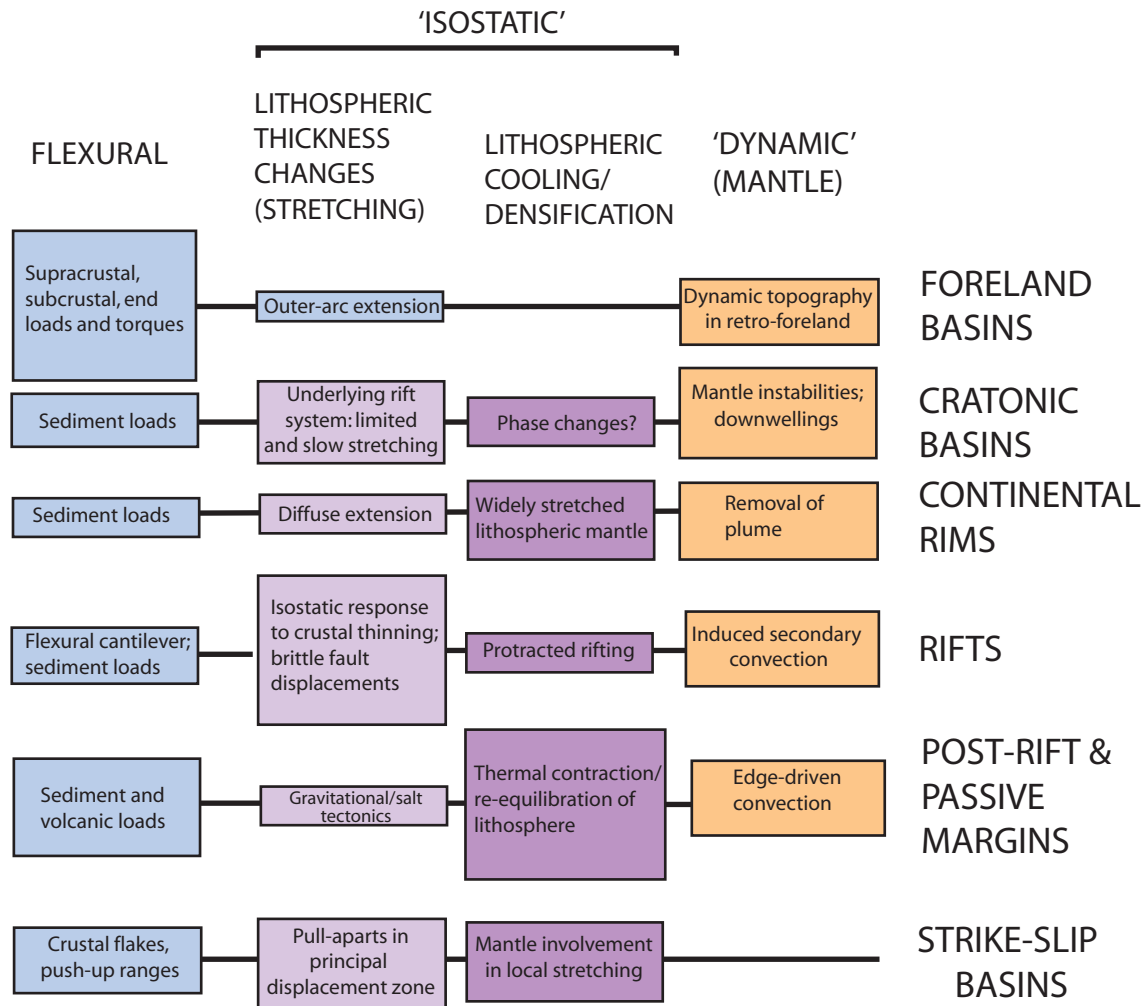 'ISOSTATIC'
FLEXURAL
LITHOSPHERIC
THICKNESS
CHANGES
(STRETCHING)
LITHOSPHERIC
COOLING/
DENSIFICATION
'DYNAMIC'
(MANTLE)
Supracrustal,
subcrustal, end
loads and torques
Outer-arc extension
Dynamic topography
in retro-foreland
FORELAND
BASINS
Sediment loads
Underlying rift
system: limited
and slow stretching
Phase changes?
Mantle instabilities;
downwellings
CRATONIC
BASINS
Sediment loads
Diffuse extension
Widely stretched
lithospheric mantle
Removal of
plume
CONTINENTAL
RIMS
Flexural cantilever;
sediment loads
Isostatic response
to crustal thinning;
brittle fault
displacements
Protracted rifting
Induced secondary
convection
RIFTS
Sediment and
volcanic loads
Gravitational/salt
tectonics
Thermal contraction/
re-equilibration of
lithosphere
Edge-driven
convection
POST-RIFT &
PASSIVE
MARGINS
Crustal flakes,
push-up ranges
Pull-aparts in
principal
displacement zone
Mantle involvement
in local stretching
STRIKE-SLIP
BASINS